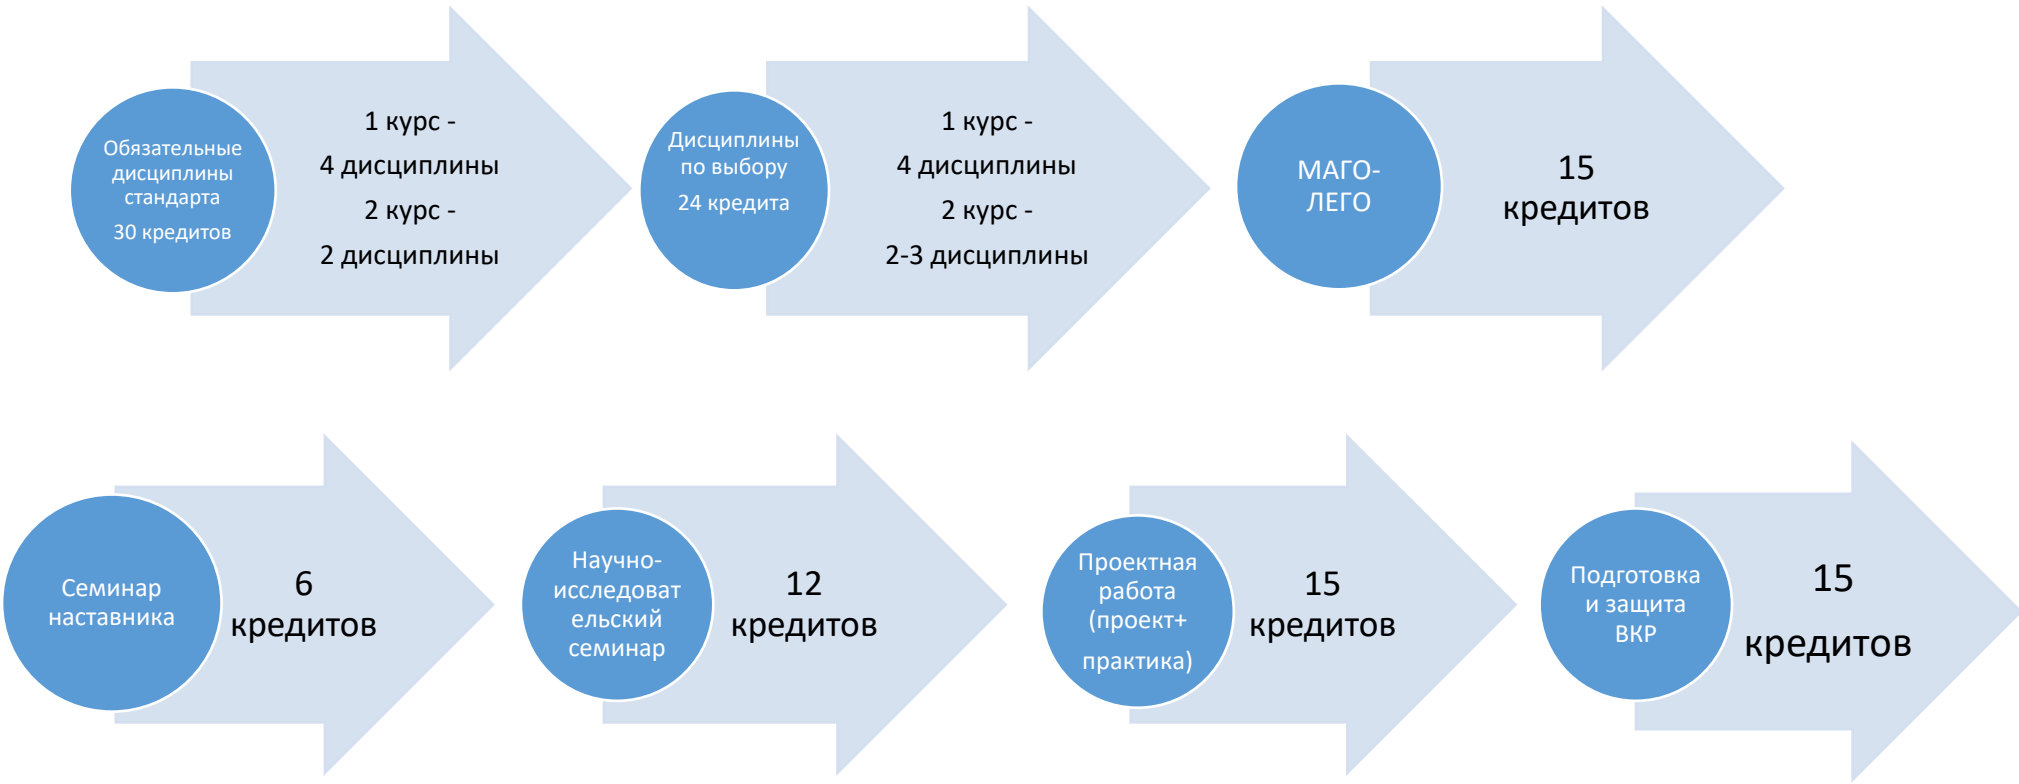 Обязательные
дисциплины
стандарта
30 кредитов
1 курс -
4 дисциплины
2 курс -
2 дисциплины
Дисциплины
по выбору
24 кредита
1 курс -
4 дисциплины
2 курс -
2-3 дисциплины
МАГО-
ЛЕГО
15
кредитов
Семинар
наставника
6
кредитов
Научно-
исследоват
ельский
семинар
12
кредитов
Проектная
работа
(проект+
практика)
15
кредитов
Подготовка
и защита
ВКР
15
кредитов